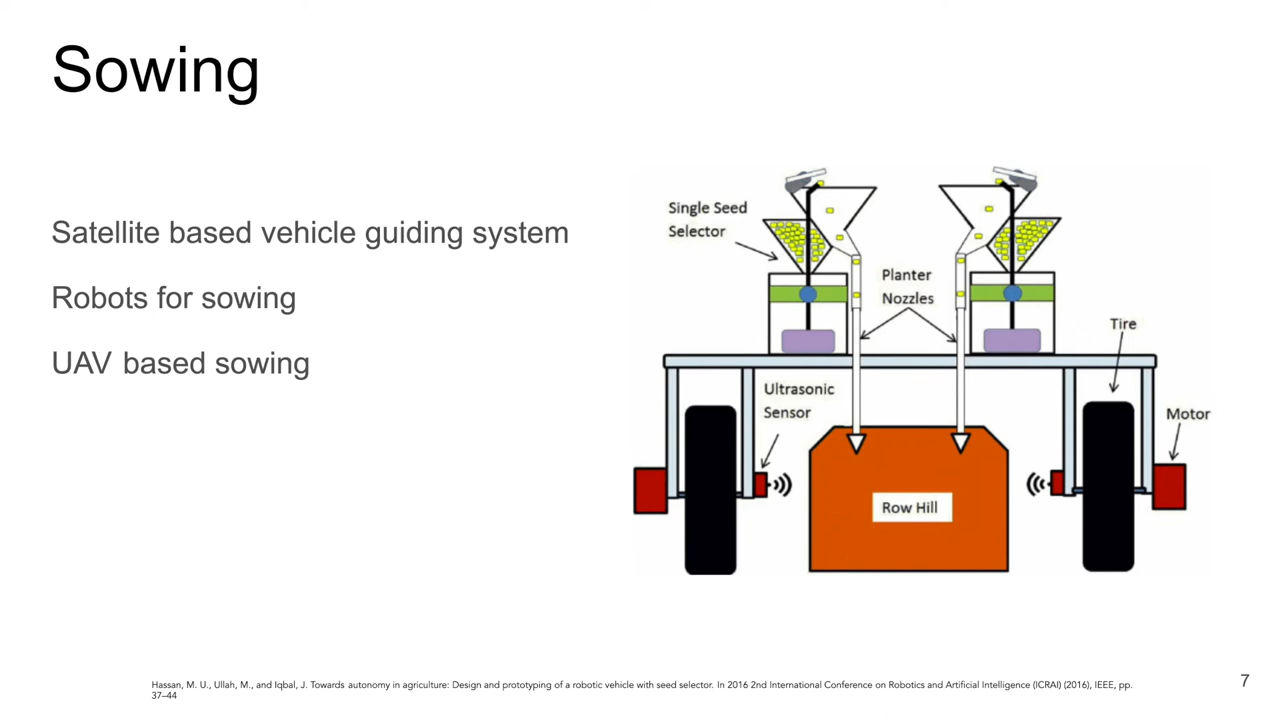 Sowing
Satellite based vehicle guiding system
Robots for sowing
UAV based sowing
Single Seed
Selector
Planter
Nozzles
Tire
Ultrasonic
Sensor
Motor
Row Hill
Hassan, M. U., Ullah, M., and Iqbal, J. Towards autonomy in agriculture: Design and prototyping of a robotic vehicle with seed selector. In 2016 2nd International Conference on Robotics and Artificial Intelligence (ICRAI) (2016), IEEE, pp.
37–44
7